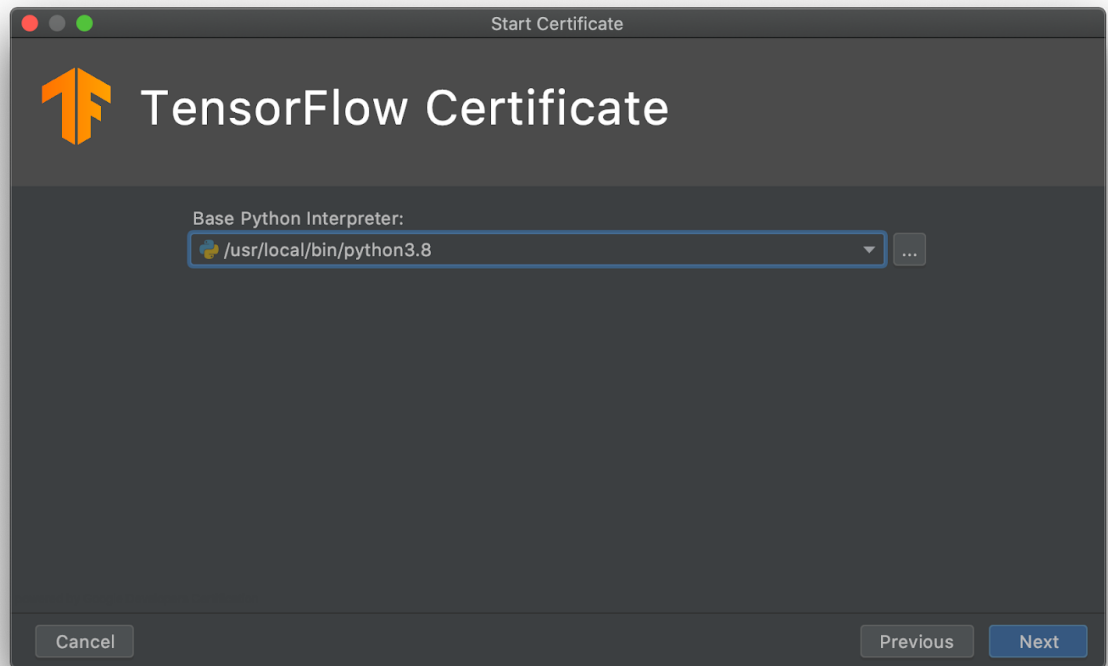 Start Certificate
TensorFlow Certificate
Base Python Interpreter:
/usr/local/bin/python3.8
...
Cancel
Previous
Next